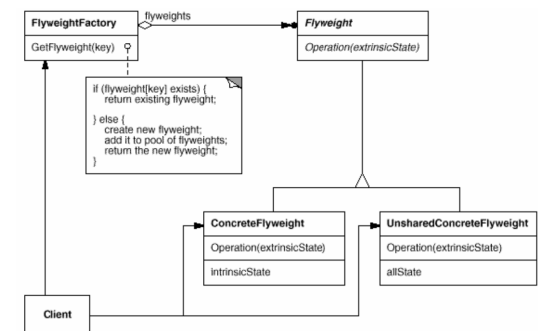 FlyweightFactory
flyweights
Flyweight
GetFlyweight(key)
Operation(extrinsicState)
if (flyweight[key] exists) {
return existing flyweight;
} else {
create new flyweight;
add it to pool of flyweights;
return the new flyweight;
}
ConcreteFlyweight
UnsharedConcreteFlyweight
Operation(extrinsicState)
Operation(extrinsicState)
intrinsicState
allState
Client